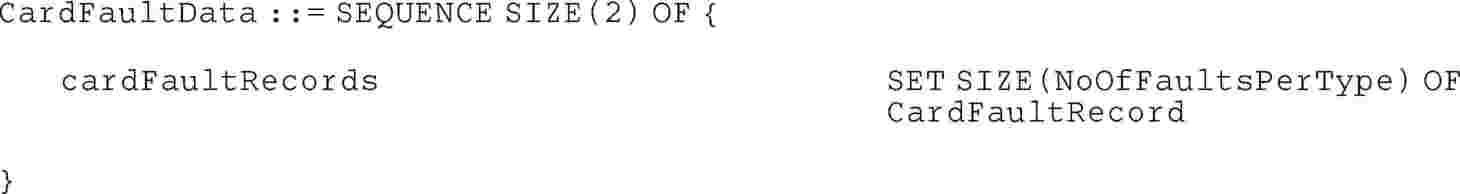 CardFaultData ::= SEQUENCE SIZE(2) OF {
cardFaultRecords SET SIZE(NoOfFaultsPerType) OF
CardFaultRecord
}